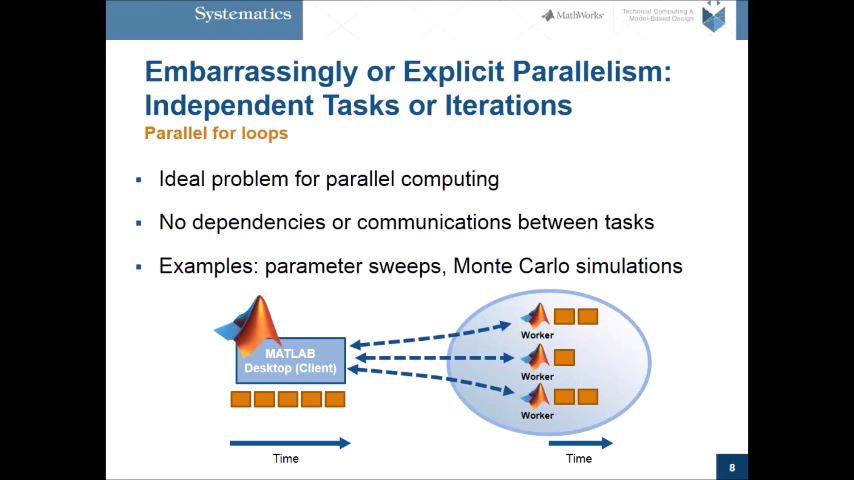 Systematics
MathWorks
Technical Computing &
Model-Based Design
Embarrassingly or Explicit Parallelism:
Independent Tasks or Iterations
Parallel for loops
Ideal problem for parallel computing
No dependencies or communications between tasks
Examples: parameter sweeps, Monte Carlo simulations
MATLAB
Desktop (Client)
Worker
Worker
Worker
Time
Time
8